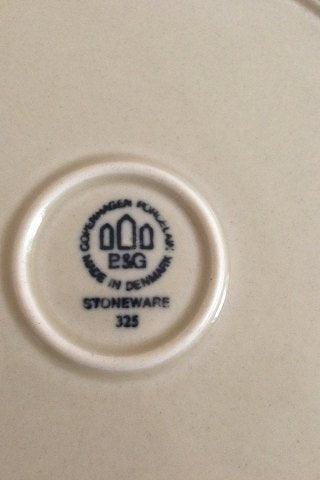 COPENHAGEN PORCELAIN
B&G
MADE IN DENMARK
STONEWARE
325